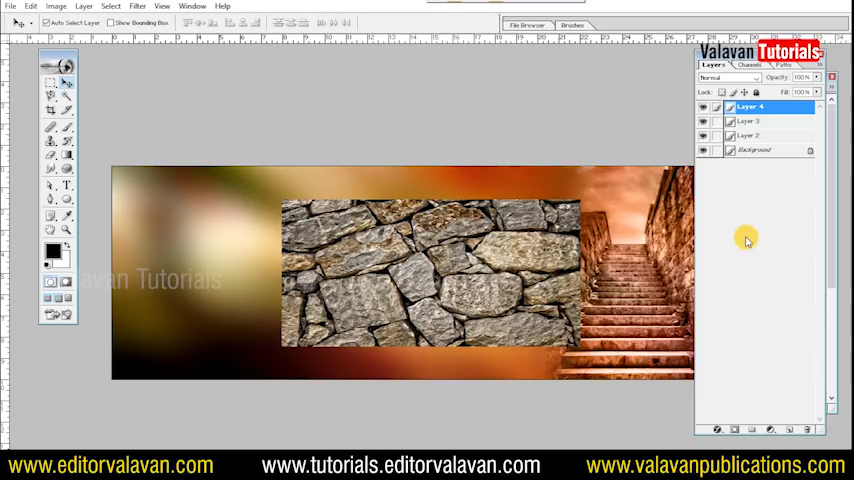 File Edit Image Layer Select Filter View Window Help
Auto Select Layer Show Bounding Box
File Browser Brushes
Valavan Tutorials
Layers Channels Paths
Normal Opacity: 100%
Lock: Fill: 100%
Layer 4
Layer 3
Layer 2
Background
Valavan Tutorials
www.editorvalavan.com www.tutorials.editorvalavan.com www.valavanpublications.com